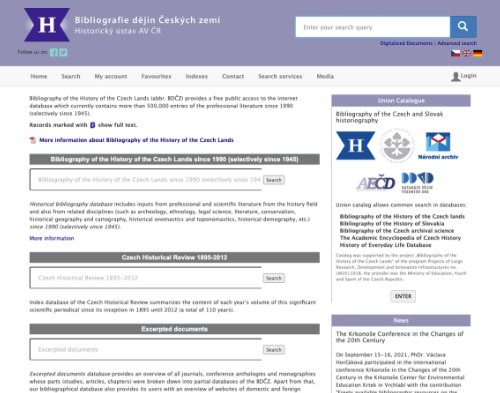 Bibliografie dějin Českých zemí
Historický ústav AV ČR
Enter your search query
Follow us on
Digitalized Documents | Advanced search
Home Search My account Favourites Indexes Contact Search services Media Login
Bibliography of the History of the Czech Lands (abbr. BDČZ) provides a free public access to the internet
database which currently contains more than 500,000 entries of the professional literature since 1990
(selectively since 1945).
Records marked with show full text.
More information about Bibliography of the History of the Czech Lands
Bibliography of the History of the Czech Lands since 1990 (selectively since 1945)
Bibliography of the History of the Czech Lands since 1990 (selectively since 194 Search
Historical bibliography database includes inputs from professional and scientific literature from the history field
and also from related disciplines (such as archeology, ethnology, legal science, literature, conservation,
historical geography and cartography, historical onomastics and toponomastics, historical demography, etc.)
since 1990 (selectively since 1945).
More information
Czech Historical Review 1895-2012
Czech Historical Review 1895-2012 Search
Index database of the Czech Historical Review summarizes the content of each year's volume of this significant
scientific periodical since its inception in 1895 until 2012 (a total of 110 years).
Excerpted documents
Excerpted documents Search
Excerpted documents database provides an overview of all journals, conference anthologies and monographies
whose parts (studies, articles, chapters) were broken down into partial databases of the BDČZ. Apart from that,
our bibliographical database also provides its users with an overview of websites of domestic and foreign
Union Catalogue
Bibliography of the Czech and Slovak
historiography
H
Národní archiv
AEČD
Union catalog allows common search in databases:
Bibliography of the History of the Czech lands
Bibliography of the History of Slovakia
Bibliography of the Czech archival science
The Academic Encyclopedia of Czech History
History of Everyday Life Database
Catalog was supported by the project „Bibliography of the
History of the Czech Lands" of the program Projects of Large
Research, Development and Innovation Infrastructures no.
LM2011018, the provider was the Ministry of Education, Youth
and Sport of the Czech Republic.
ENTER
News
The Krkonoše Conference in the Changes of
the 20th Century
On September 15-16, 2021, PhDr. Václava
Horčáková participated in the international
conference Krkonoše in the Changes of the 20th
Century in the Krkonoše Center for Environmental
Education Krtek in Vrchlabí with the contribution
"Freely available bibliographic resources on the